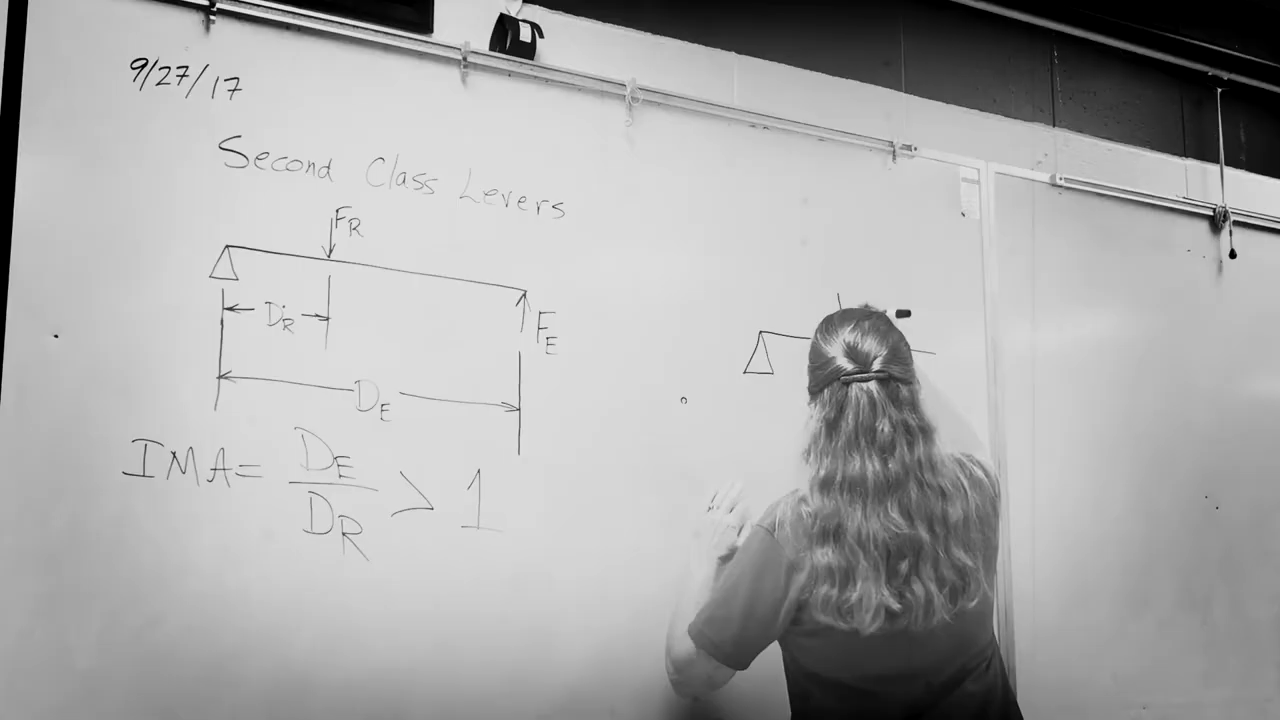 9/27/17
Second Class Levers
FR
DR
FE
DE
IMA = DE/DR > 1